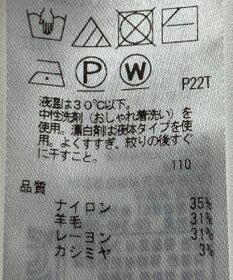 P W P22T
液温は30℃以下。
中性洗剤（おしゃれ着洗い）を
使用。漂白剤は液体タイプを使
用。よくすすぎ、絞りの後すぐ
に干すこと。
110
品質
ナイロン 35%
羊毛 31%
レーヨン 31%
カシミヤ 3%